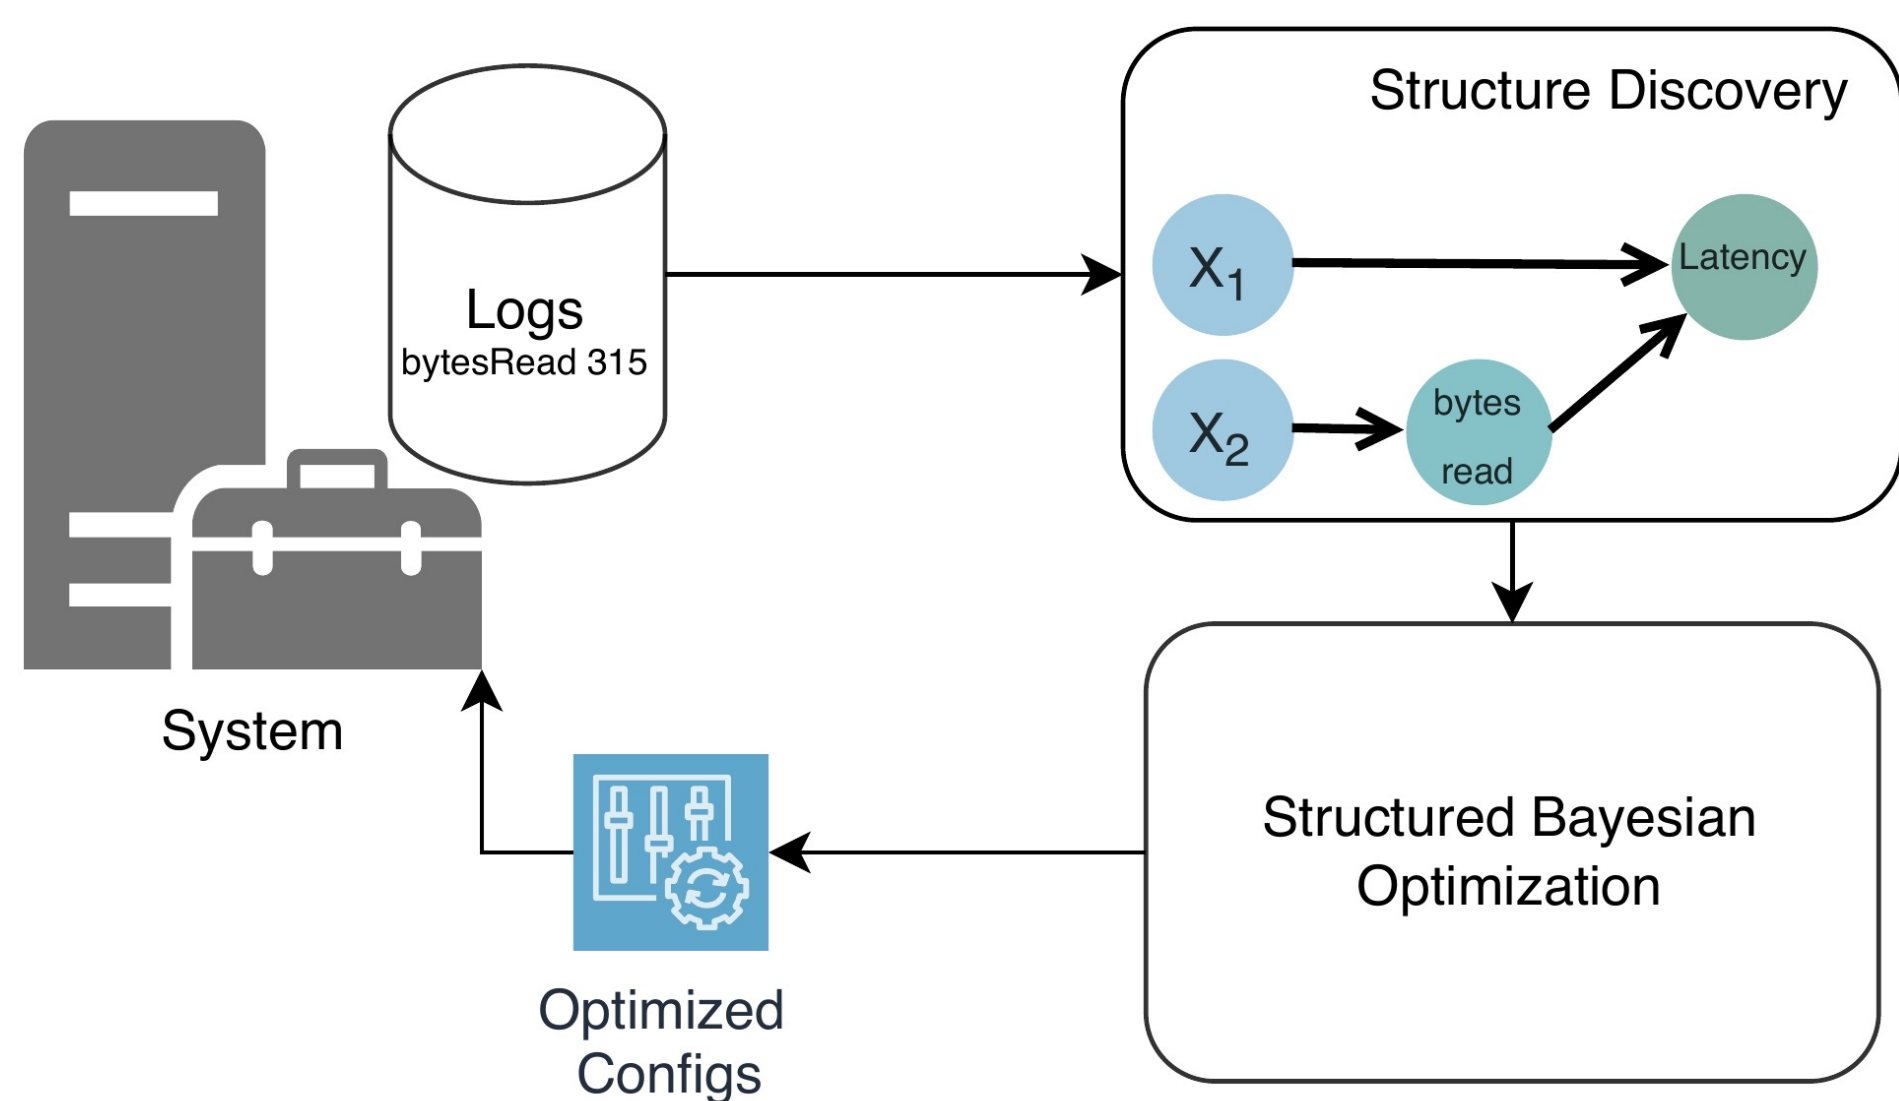 Structure Discovery
Logs
bytesRead 315
X1
Latency
X2
bytes
read
System
Structured Bayesian
Optimization
Optimized
Configs